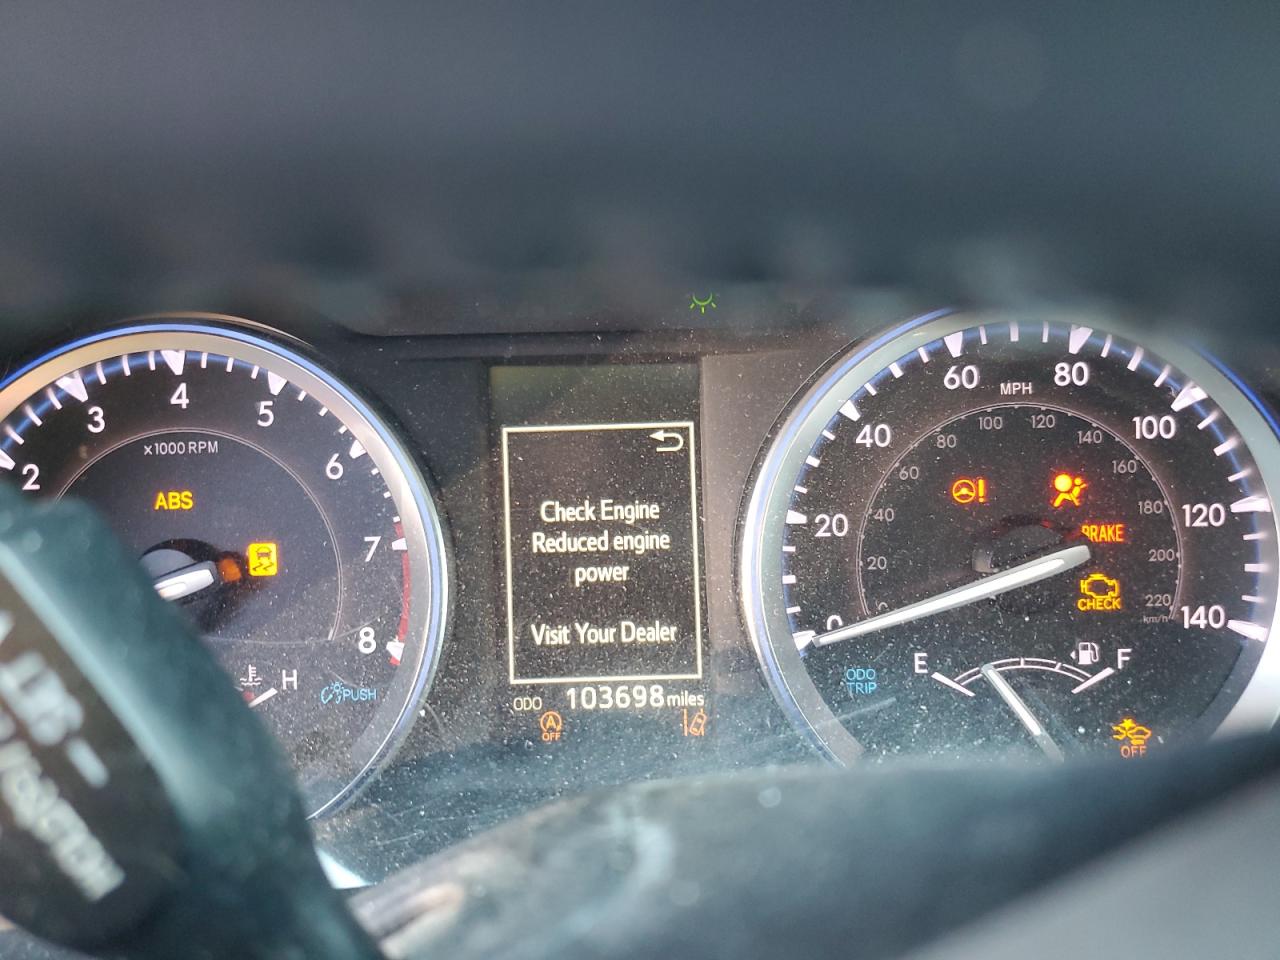 2
3
4
5
6
7
8
x1000 RPM
ABS
H
PUSH
Check Engine
Reduced engine
power
Visit Your Dealer
ODO 103698 miles
A
OFF
0
20
40
60
80
100
120
140
MPH
20
40
60
80
100
120
140
160
180
200
220
km/h
!
BRAKE
CHECK
ODO
TRIP
E
F
OFF